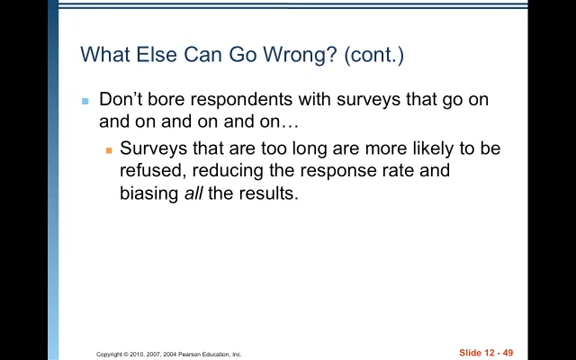 What Else Can Go Wrong? (cont.)
Don't bore respondents with surveys that go on
and on and on and on…
Surveys that are too long are more likely to be
refused, reducing the response rate and
biasing all the results.
Copyright © 2010, 2007, 2004 Pearson Education, Inc.
Slide 12 - 49